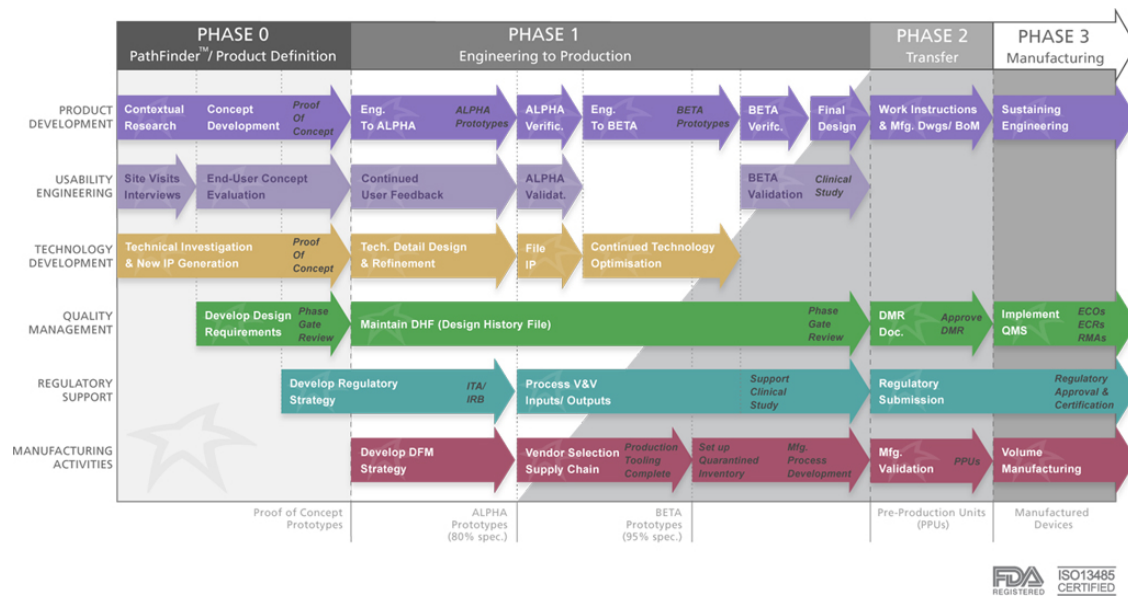 PHASE 0
PathFinder™/ Product Definition
PHASE 1
Engineering to Production
PHASE 2
Transfer
PHASE 3
Manufacturing
PRODUCT
DEVELOPMENT
Contextual
Research
Concept
Development
Proof
Of
Concept
Eng.
To ALPHA
ALPHA
Prototypes
ALPHA
Verific.
Eng.
To BETA
BETA
Prototypes
BETA
Verifc.
Final
Design
Work Instructions
& Mfg. Dwgs/ BoM
Sustaining
Engineering
USABILITY
ENGINEERING
Site Visits
Interviews
End-User Concept
Evaluation
Continued
User Feedback
ALPHA
Validat.
BETA
Validation
Clinical
Study
TECHNOLOGY
DEVELOPMENT
Technical Investigation
& New IP Generation
Proof
Of
Concept
Tech. Detail Design
& Refinement
File
IP
Continued Technology
Optimisation
QUALITY
MANAGEMENT
Develop Design
Requirements
Phase
Gate
Review
Maintain DHF (Design History File)
Phase
Gate
Review
DMR
Doc.
Approve
DMR
Implement
QMS
ECOs
ECRs
RMAs
REGULATORY
SUPPORT
Develop Regulatory
Strategy
ITA/
IRB
Process V&V
Inputs/ Outputs
Support
Clinical
Study
Regulatory
Submission
Regulatory
Approval &
Certification
MANUFACTURING
ACTIVITIES
Develop DFM
Strategy
Vendor Selection
Supply Chain
Production
Tooling
Complete
Set up
Quarantined
Inventory
Mfg.
Process
Development
Mfg.
Validation
PPUs
Volume
Manufacturing
Proof of Concept
Prototypes
ALPHA
Prototypes
(80% spec.)
BETA
Prototypes
(95% spec.)
Pre-Production Units
(PPUs)
Manufactured
Devices
FDA
REGISTERED
ISO13485
CERTIFIED